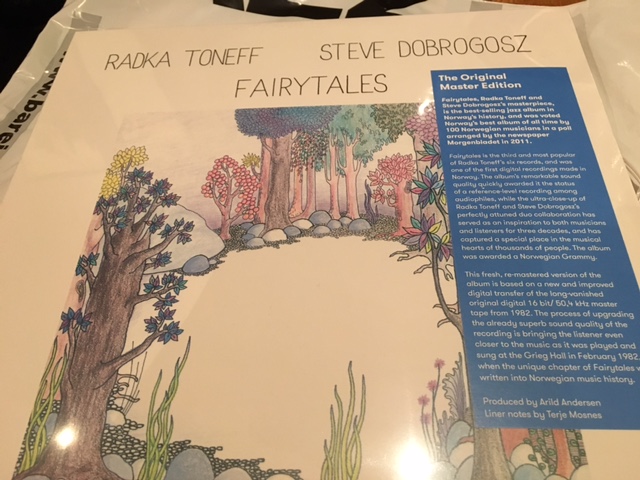 RADKA TONEFF STEVE DOBROGOSZ
FAIRYTALES
The Original
Master Edition
Fairytales, Radka Toneff and
Steve Dobrogosz's masterpiece,
is the best-selling jazz album in
Norway's history, and was voted
Norway's best album of all time by
100 Norwegian musicians in a poll
arranged by the newspaper
Morgenbladet in 2011.
Fairytales is the third and most popular
of Radka Toneff's six records, and was
one of the first digital recordings made in
Norway. The album's remarkable sound
quality quickly awarded it the status
of a reference-level recording among
audiophiles, while the ultra-close-up of
Radka Toneff and Steve Dobrogosz's
perfectly attuned duo collaboration has
served as an inspiration to both musicians
and listeners for three decades, and has
captured a special place in the musical
hearts of thousands of people. The album
was awarded a Norwegian Grammy.
This fresh, re-mastered version of the
album is based on a new and improved
digital transfer of the long-vanished
original digital 16 bit/ 50,4 kHz master
tape from 1982. The process of upgrading
the already superb sound quality of the
recording is bringing the listener even
closer to the music as it was played and
sung at the Grieg Hall in February 1982,
when the unique chapter of Fairytales
written into Norwegian music history.
Produced by Arild Andersen
Liner notes by Terje Mosnes